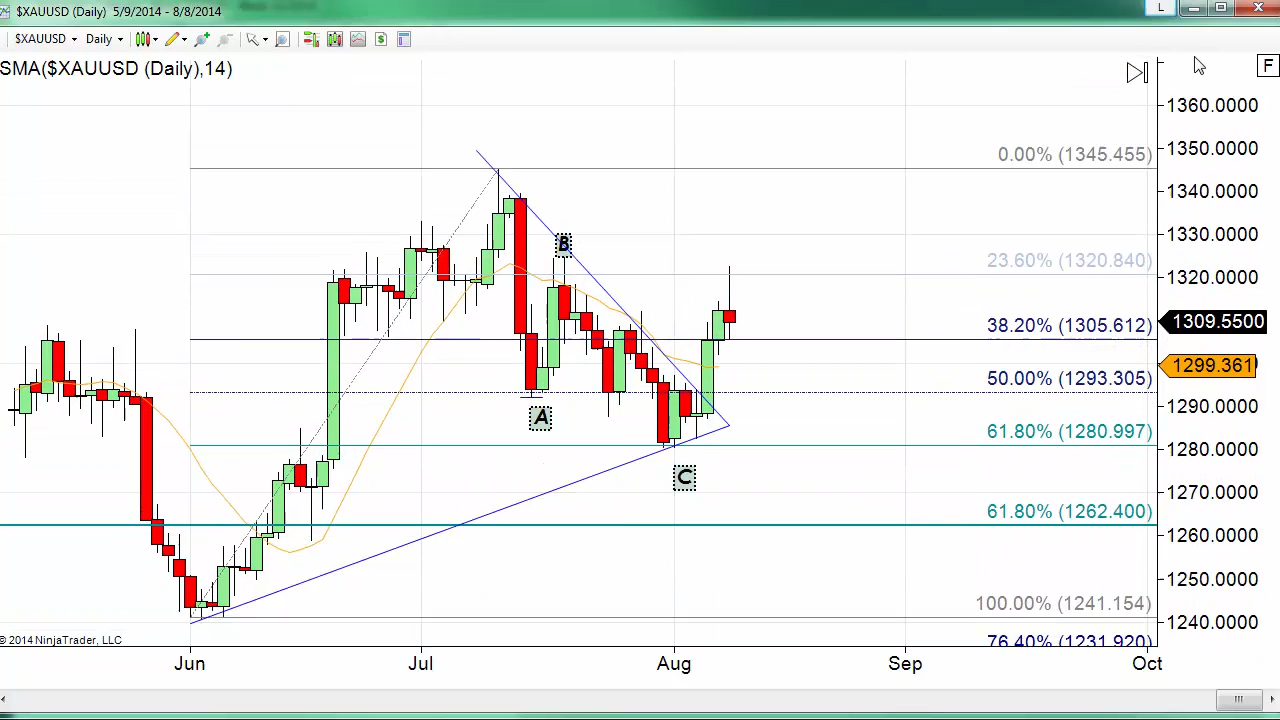 $XAUUSD (Daily) 5/9/2014 - 8/8/2014
L
$XAUUSD Daily $
SMA($XAUUSD (Daily),14)
F
1360.0000
0.00% (1345.455)
1350.0000
1340.0000
B
1330.0000
23.60% (1320.840)
1320.0000
38.20% (1305.612)
1309.5500
1299.361
50.00% (1293.305)
A
1290.0000
61.80% (1280.997)
1280.0000
C
1270.0000
61.80% (1262.400)
1260.0000
1250.0000
100.00% (1241.154)
1240.0000
© 2014 NinjaTrader, LLC
76.40% (1231.920)
Jun Jul Aug Sep Oct